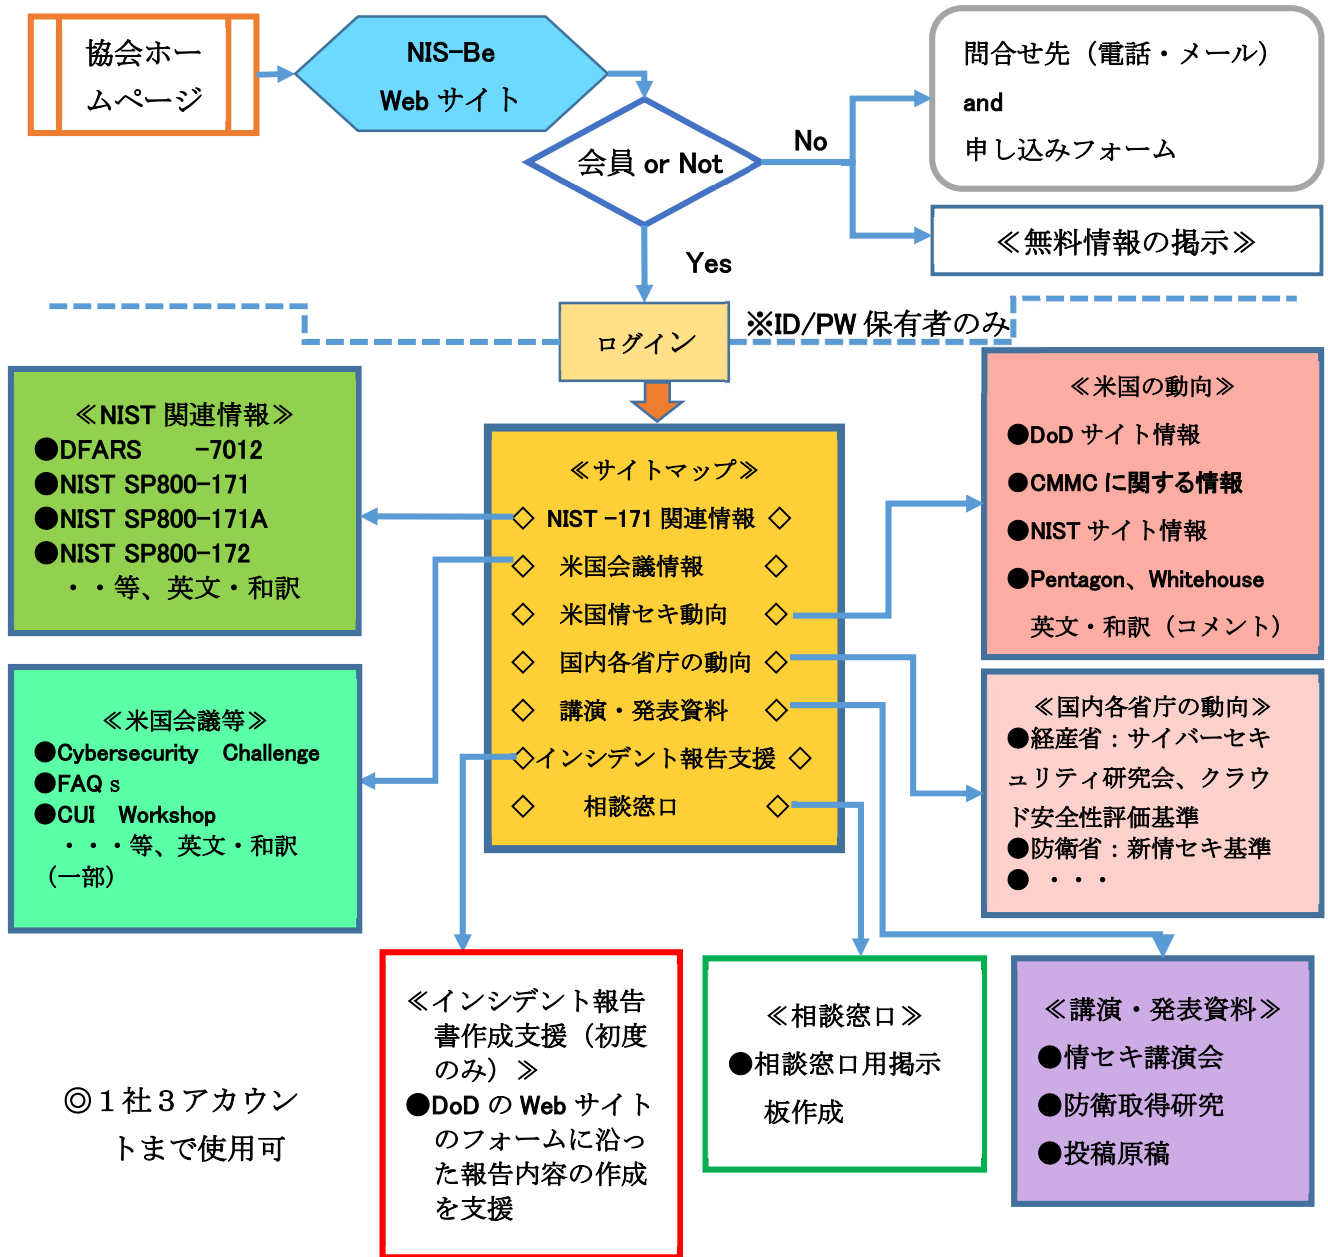 協会ホー
ムページ
NIS-Be
Web サイト
会員 or Not
No
Yes
問合せ先（電話・メール）
and
申し込みフォーム
≪無料情報の掲示≫
ログイン
※ID/PW 保有者のみ
≪NIST 関連情報≫
●DFARS　　-7012
●NIST SP800-171
●NIST SP800-171A
●NIST SP800-172
・・等、英文・和訳
≪米国会議等≫
●Cybersecurity　Challenge
●FAQ s
●CUI　Workshop
・・・等、英文・和訳
（一部）
≪サイトマップ≫
◇ NIST -171 関連情報 ◇
◇　米国会議情報　　◇
◇　米国情セキ動向　◇
◇　国内各省庁の動向 ◇
◇　講演・発表資料　◇
◇インシデント報告支援 ◇
◇　　相談窓口　　　◇
≪米国の動向≫
●DoD サイト情報
●CMMC に関する情報
●NIST サイト情報
●Pentagon、Whitehouse
英文・和訳（コメント）
≪国内各省庁の動向≫
●経産省：サイバーセキ
ュリティ研究会、クラウ
ド安全性評価基準
●防衛省：新情セキ基準
●　・・・
≪インシデント報告
書作成支援（初度
のみ）≫
●DoD の Web サイト
のフォームに沿っ
た報告内容の作成
を支援
≪相談窓口≫
●相談窓口用掲示
板作成
≪講演・発表資料≫
●情セキ講演会
●防衛取得研究
●投稿原稿
◎１社３アカウン
トまで使用可